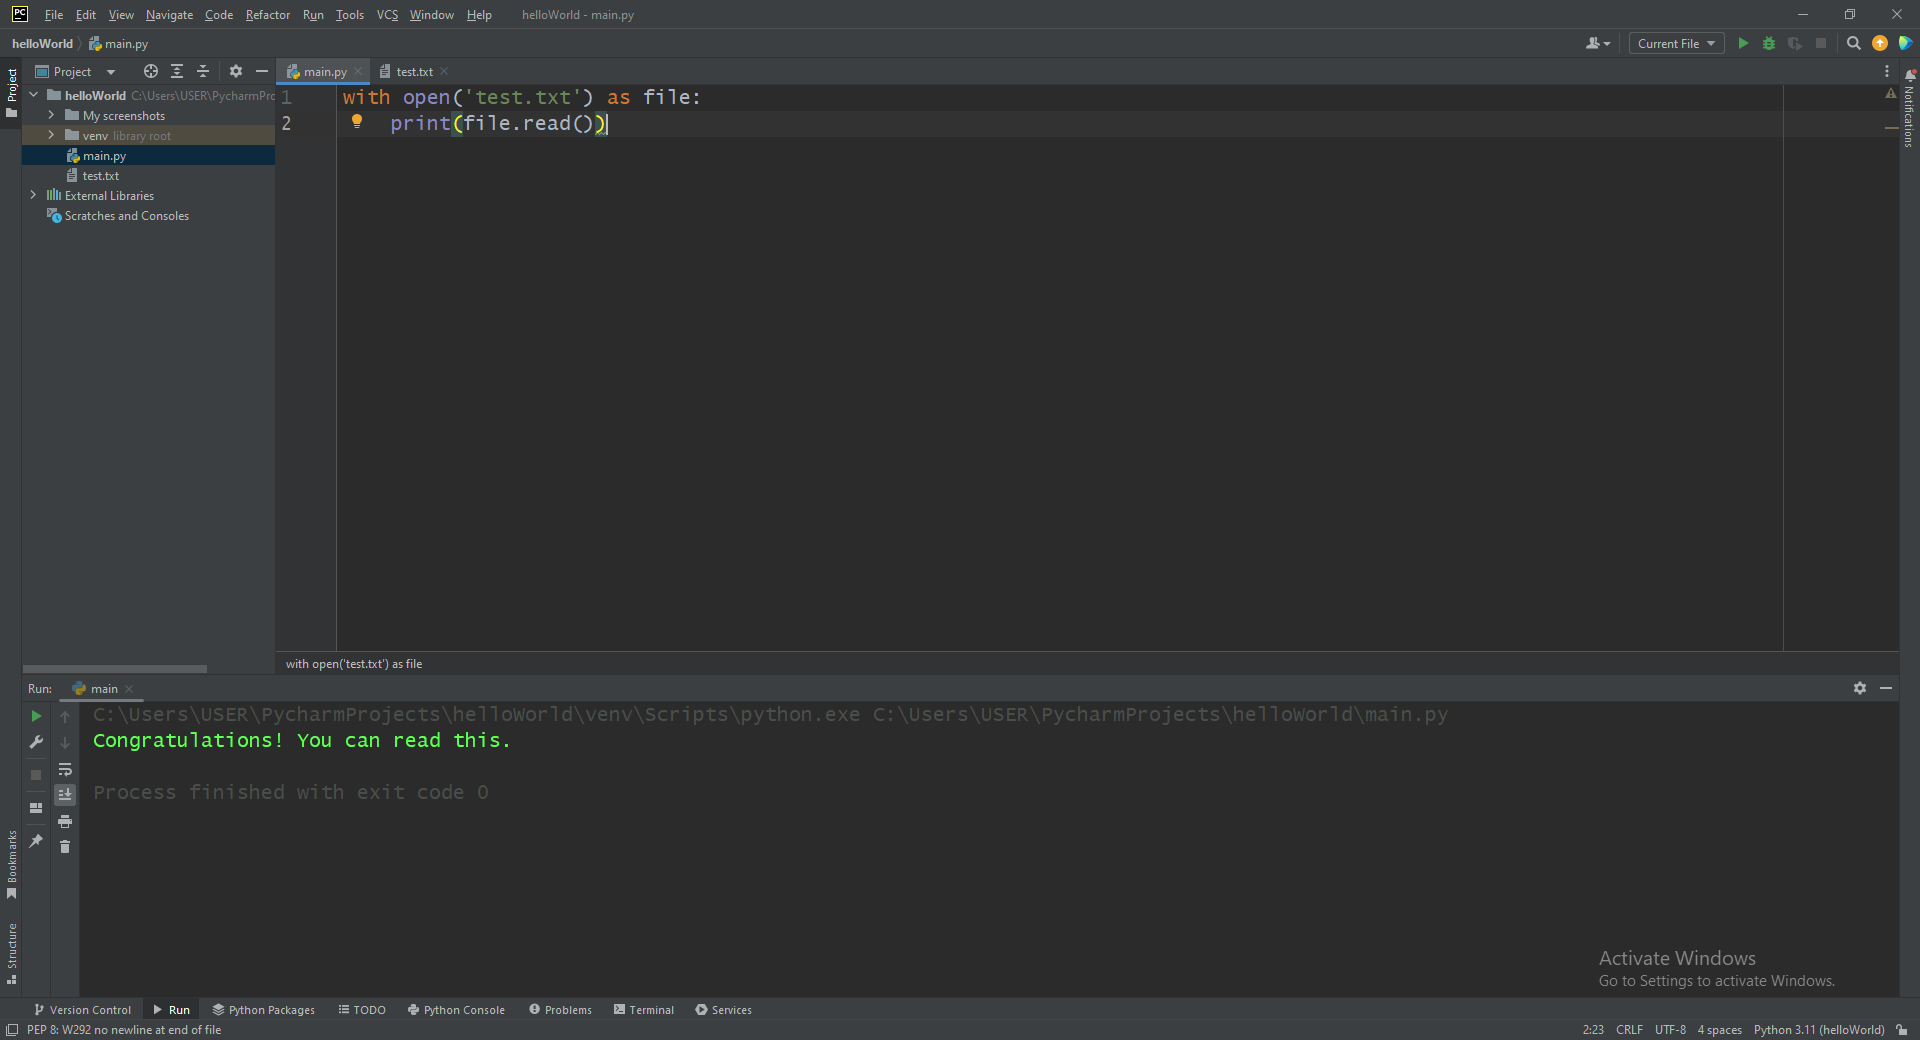 PC File Edit View Navigate Code Refactor Run Tools VCS Window Help helloWorld - main.py
helloWorld main.py Current File
Project
Project
main.py
test.txt
helloWorld C:\Users\USER\PycharmPro
My screenshots
venv library root
main.py
test.txt
External Libraries
Scratches and Consoles
1 with open('test.txt') as file:
2 print(file.read())
with open('test.txt') as file
Notifications
Run: main
C:\Users\USER\PycharmProjects\helloWorld\venv\Scripts\python.exe C:\Users\USER\PycharmProjects\helloWorld\main.py
Congratulations! You can read this.
Process finished with exit code 0
Bookmarks
Structure
Activate Windows
Go to Settings to activate Windows.
Version Control Run Python Packages TODO Python Console Problems Terminal Services
PEP 8: W292 no newline at end of file 2:23 CRLF UTF-8 4 spaces Python 3.11 (helloWorld)